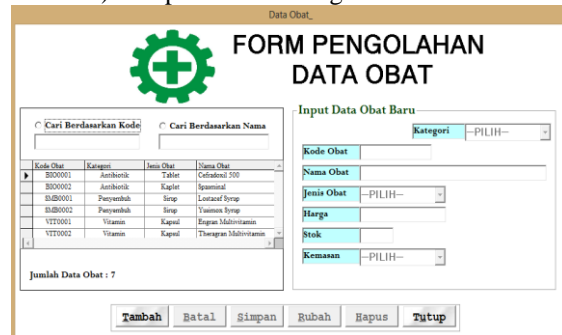 Data Obat_
FORM PENGOLAHAN
DATA OBAT
Cari Berdasarkan Kode
Cari Berdasarkan Nama
Kode Obat Kategori Jenis Obat Nama Obat
BIO0001 Antibiotik Tablet Cefradoxil 500
BIO0002 Antibiotik Kaplet Spasminal
EMB0001 Penyembuh Sirup Lostacef Syrup
EMB0002 Penyembuh Sirup Yusimox Syrup
VIT0001 Vitamin Kapsul Engran Multivitamin
VIT0002 Vitamin Kapsul Theragran Multivitamin
Jumlah Data Obat : 7
Input Data Obat Baru
Kategori --PILIH--
Kode Obat
Nama Obat
Jenis Obat --PILIH--
Harga
Stok
Kemasan --PILIH--
Tambah Batal Simpan Rubah Hapus Tutup